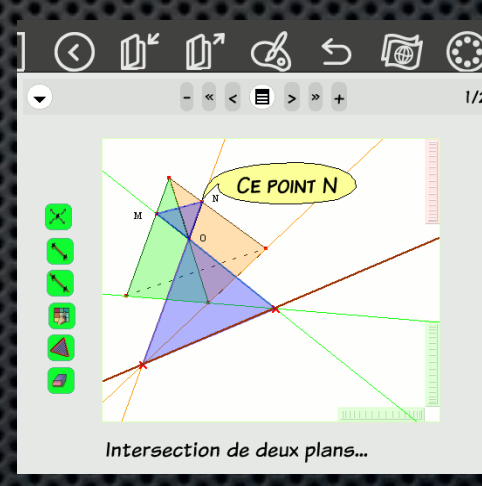 - « < > » +
1/2
CE POINT N
N
M
O
Intersection de deux plans...